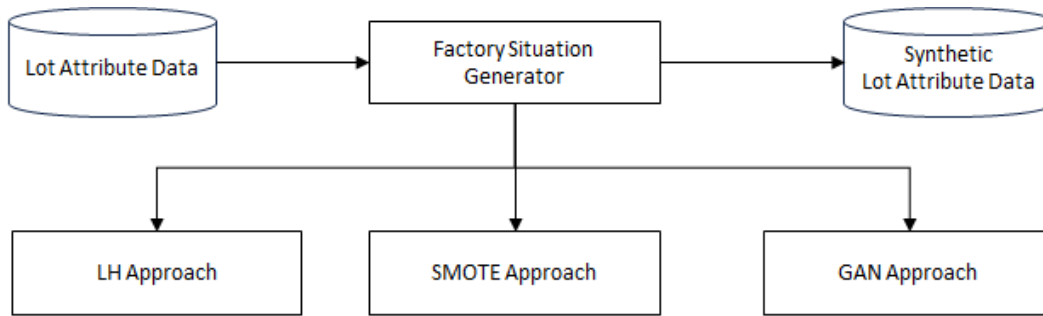 Lot Attribute Data
Factory Situation
Generator
Synthetic
Lot Attribute Data
LH Approach
SMOTE Approach
GAN Approach